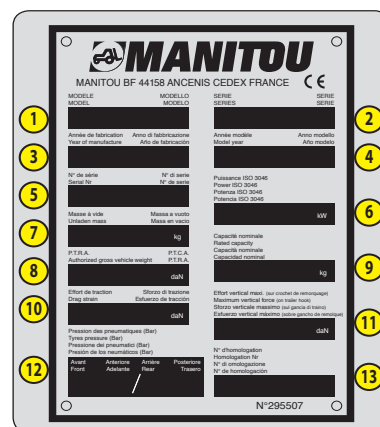 MANITOU
MANITOU BF 44158 ANCENIS CEDEX FRANCE CE
MODELE MODELLO
MODEL MODELO
1
SERIE SERIE
SERIES SERIE
2
Année de fabrication Anno di fabbricazione
Year of manufacture Año de fabricación
3
Année modèle Anno modello
Model year Año modelo
4
N° de série N° di serie
Serial Nr N° de serie
5
Puissance ISO 3046
Power ISO 3046
Potenza ISO 3046
Potencia ISO 3046
kW
6
Masse à vide Massa a vuoto
Unladen mass Masa en vacio
kg
7
P.T.R.A. P.T.C.A.
Authorized gross vehicle weight P.T.R.A.
daN
8
Capacité nominale
Rated capacity
Capacità nominale
Capacidad nominal
kg
9
Effort de traction Sforzo di trazione
Drag strain Esfuerzo de tracción
daN
10
Effort vertical maxi. (sur crochet de remorquage)
Maximum vertical force (on trailer hook)
Sforzo verticale massimo (sul gancio di traino)
Esfuerzo vertical máximo (sobre gancho de remolque)
daN
11
Pression des pneumatiques (Bar)
Tyres pressure (Bar)
Pressione dei pneumatici (Bar)
Presión de los neumáticos (Bar)
Avant Anteriore Arrière Posteriore
Front Adelante Rear Trasero
/
12
N° d'homologation
Homologation Nr
N° di omologazione
N° de homologación
13
N°295507